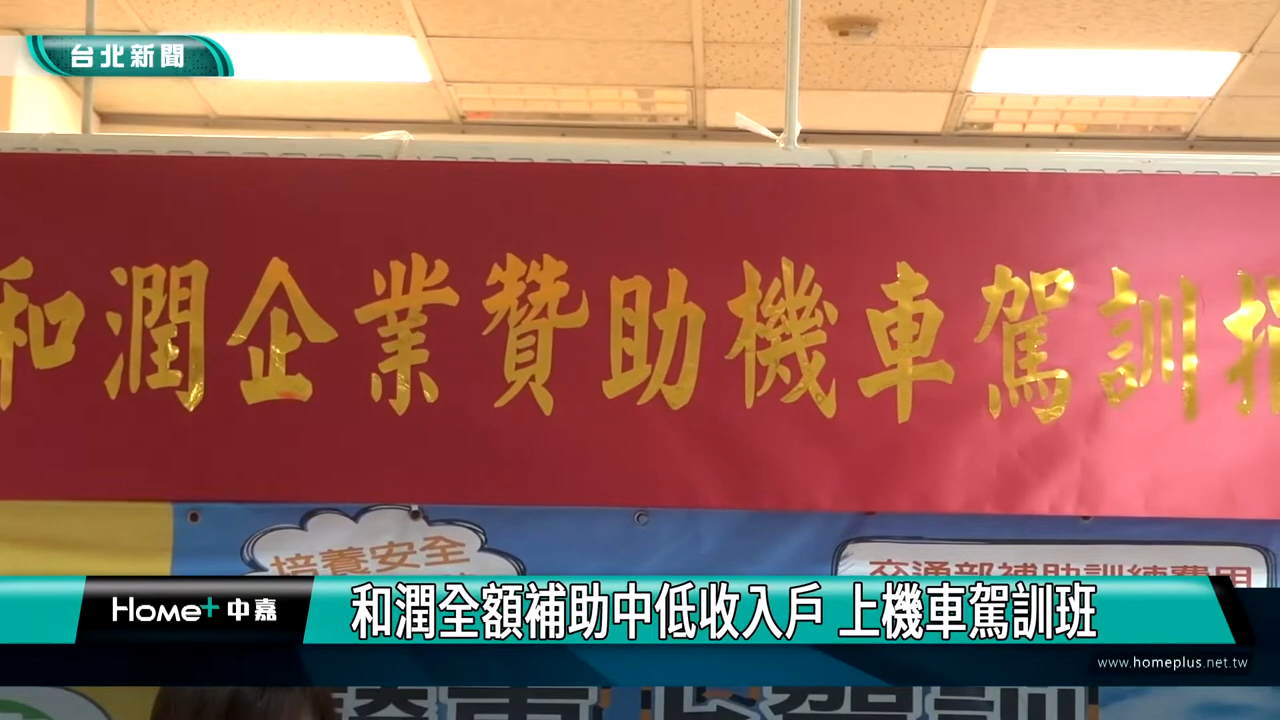 台北新聞
和潤企業贊助機車駕訓
培養安全
交通部補助訓練費用
Home+中嘉
和潤全額補助中低收入戶 上機車駕訓班
www.homeplus.net.tw
駕訓